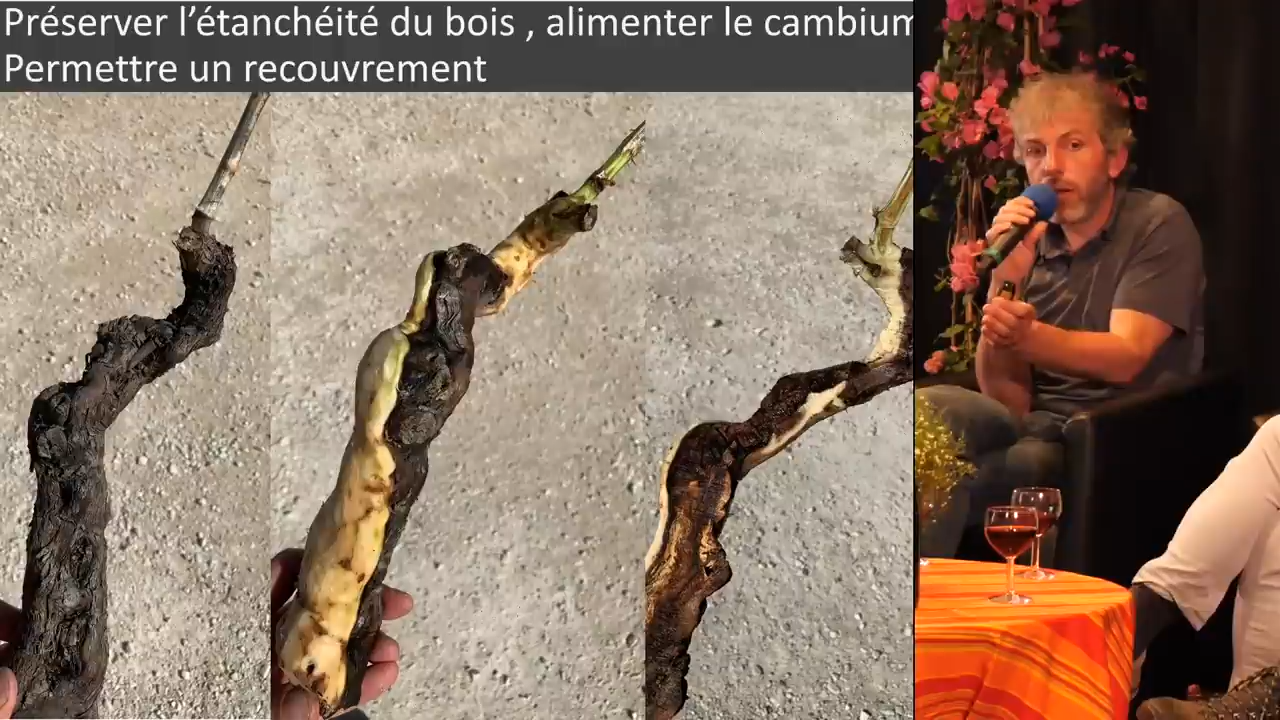 Préserver l’étanchéité du bois , alimenter le cambium
Permettre un recouvrement